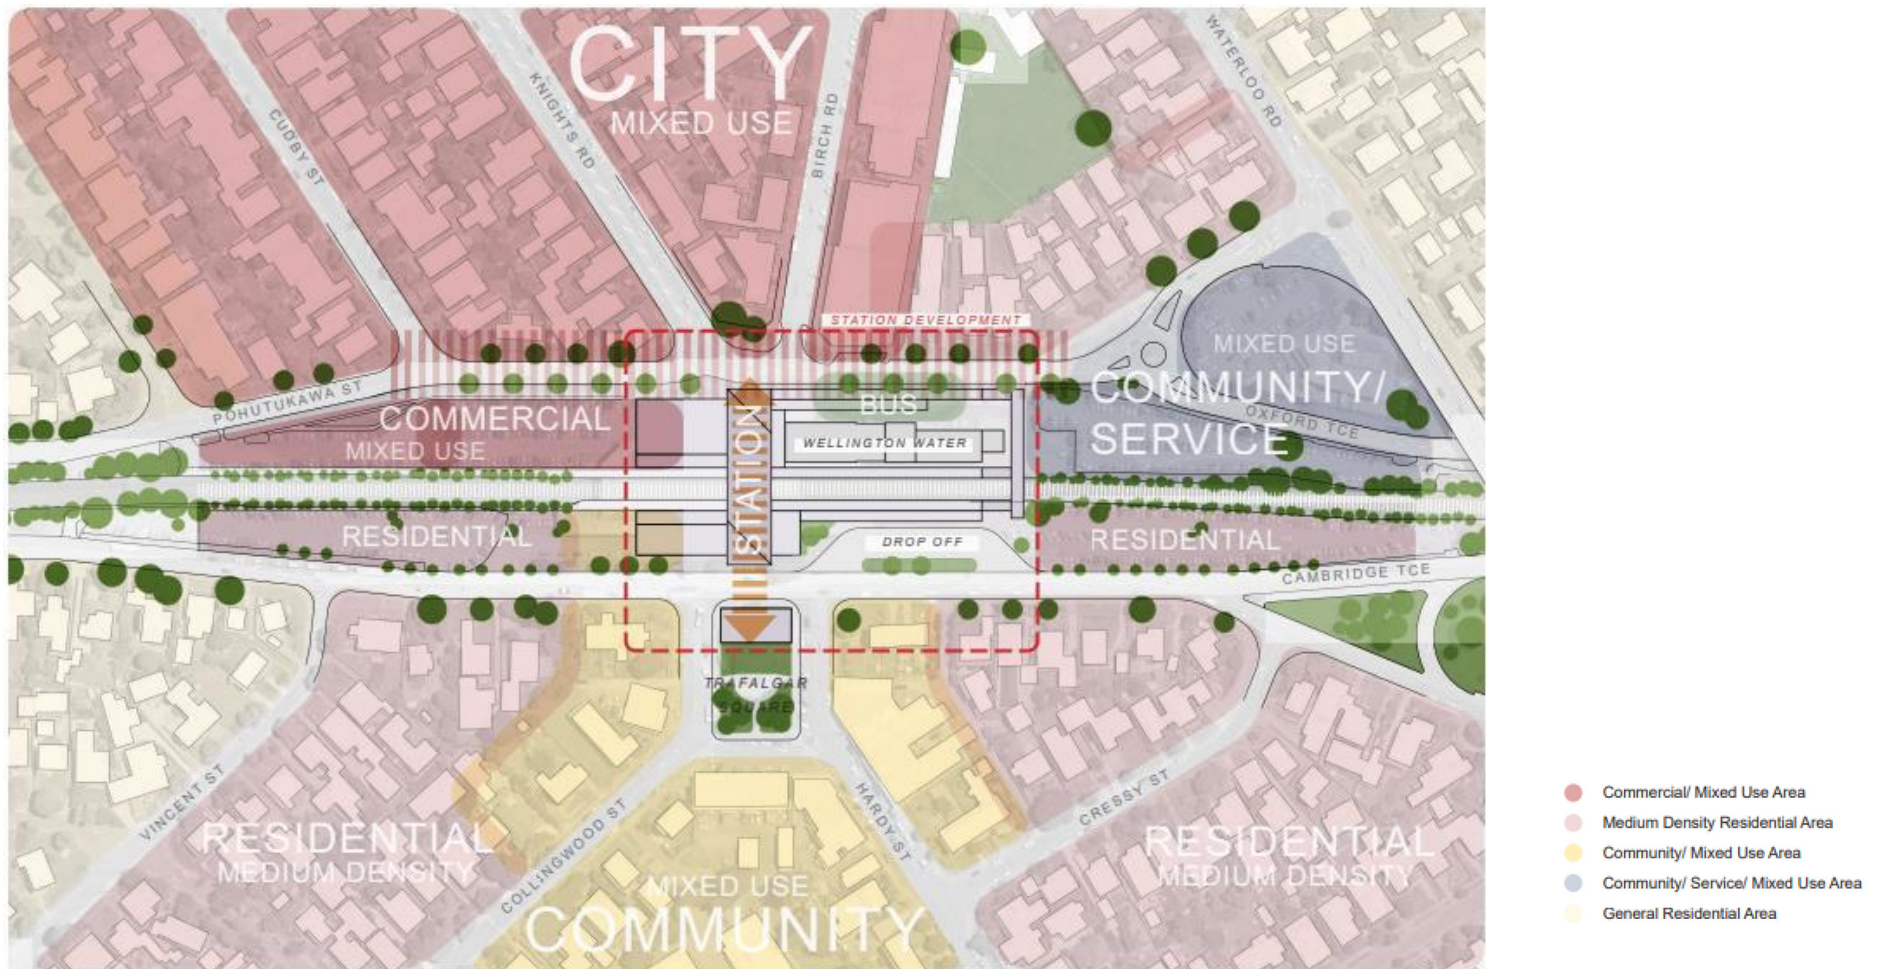 CITY
MIXED USE
CUDBY ST
KNIGHTS RD
BIRCH RD
WATERLOO RD
STATION DEVELOPMENT
MIXED USE
COMMUNITY/
SERVICE
OXFORD TCE
POHUTUKAWA ST
COMMERCIAL
MIXED USE
BUS
WELLINGTON WATER
STATION
RESIDENTIAL
DROP OFF
RESIDENTIAL
CAMBRIDGE TCE
TRAFALGAR
SQUARE
VINCENT ST
RESIDENTIAL
MEDIUM DENSITY
COLLINGWOOD ST
HARDY ST
CRESSY ST
RESIDENTIAL
MEDIUM DENSITY
MIXED USE
COMMUNITY
Commercial/ Mixed Use Area
Medium Density Residential Area
Community/ Mixed Use Area
Community/ Service/ Mixed Use Area
General Residential Area